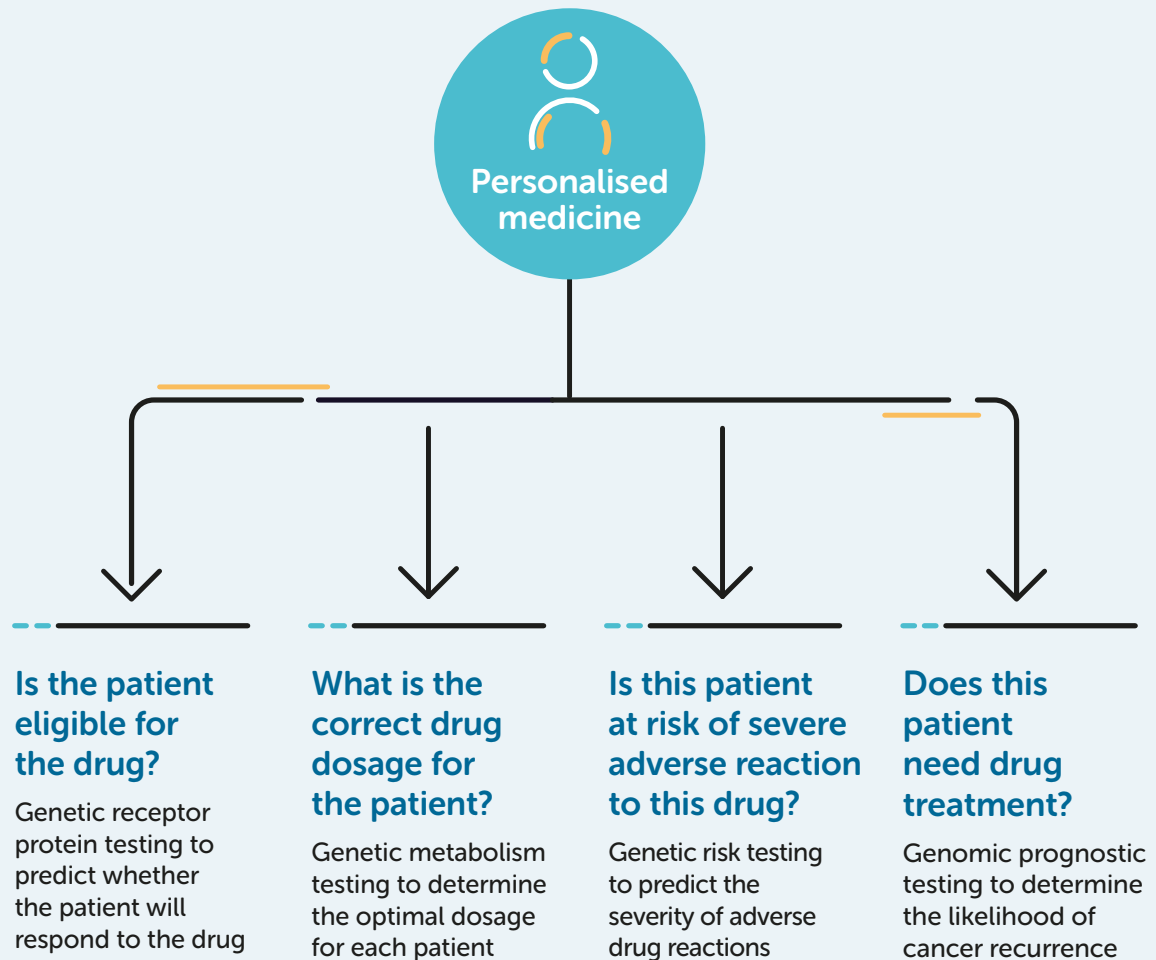 Personalised
medicine
Is the patient
eligible for
the drug?
Genetic receptor
protein testing to
predict whether
the patient will
respond to the drug
What is the
correct drug
dosage for
the patient?
Genetic metabolism
testing to determine
the optimal dosage
for each patient
Is this patient
at risk of severe
adverse reaction
to this drug?
Genetic risk testing
to predict the
severity of adverse
drug reactions
Does this
patient
need drug
treatment?
Genomic prognostic
testing to determine
the likelihood of
cancer recurrence